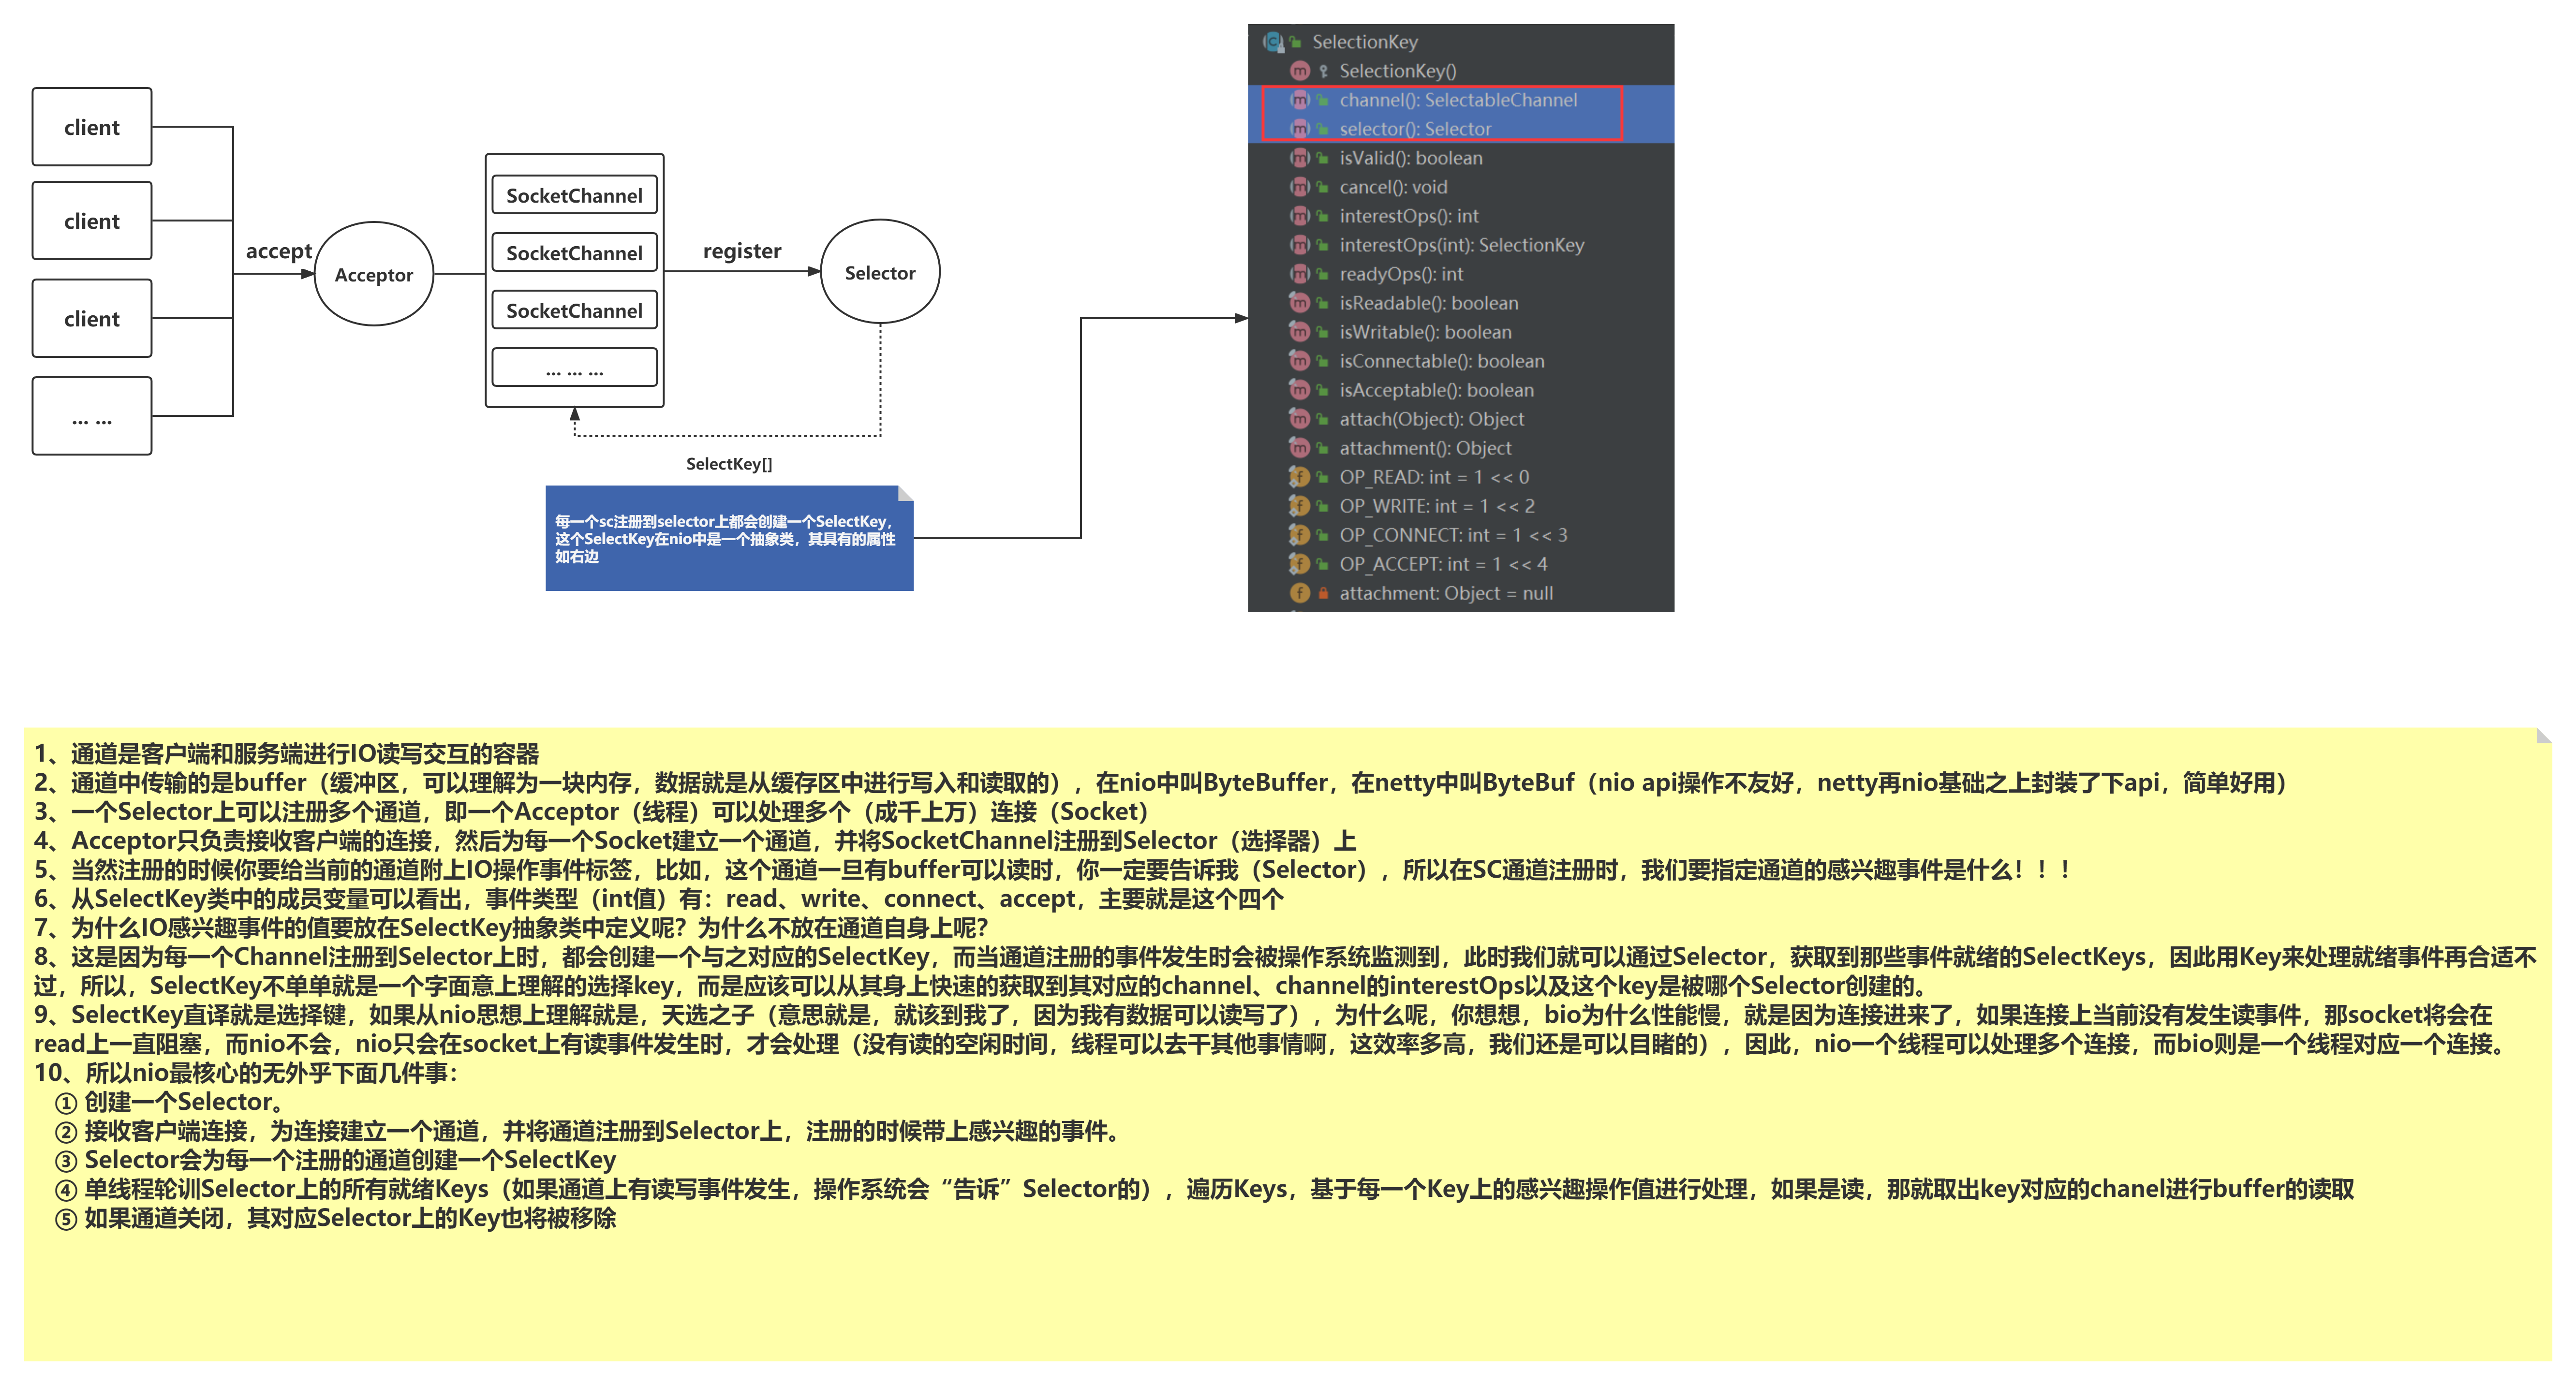 client
client
client
... ...
accept
Acceptor
SocketChannel
SocketChannel
SocketChannel
... ... ...
register
Selector
SelectKey[]
每一个sc注册到selector上都会创建一个SelectKey，
这个SelectKey在nio中是一个抽象类，其具有的属性
如右边
SelectionKey
SelectionKey()
channel(): SelectableChannel
selector(): Selector
isValid(): boolean
cancel(): void
interestOps(): int
interestOps(int): SelectionKey
readyOps(): int
isReadable(): boolean
isWritable(): boolean
isConnectable(): boolean
isAcceptable(): boolean
attach(Object): Object
attachment(): Object
OP_READ: int = 1 << 0
OP_WRITE: int = 1 << 2
OP_CONNECT: int = 1 << 3
OP_ACCEPT: int = 1 << 4
attachment: Object = null
1、通道是客户端和服务端进行IO读写交互的容器
2、通道中传输的是buffer（缓冲区，可以理解为一块内存，数据就是从缓存区中进行写入和读取的），在nio中叫ByteBuffer，在netty中叫ByteBuf（nio api操作不友好，netty再nio基础之上封装了下api，简单好用）
3、一个Selector上可以注册多个通道，即一个Acceptor（线程）可以处理多个（成千上万）连接（Socket）
4、Acceptor只负责接收客户端的连接，然后为每一个Socket建立一个通道，并将SocketChannel注册到Selector（选择器）上
5、当然注册的时候你要给当前的通道附上IO操作事件标签，比如，这个通道一旦有buffer可以读时，你一定要告诉我（Selector），所以在SC通道注册时，我们要指定通道的感兴趣事件是什么！！！
6、从SelectKey类中的成员变量可以看出，事件类型（int值）有：read、write、connect、accept，主要就是这个四个
7、为什么IO感兴趣事件的值要放在SelectKey抽象类中定义呢？为什么不放在通道自身上呢？
8、这是因为每一个Channel注册到Selector上时，都会创建一个与之对应的SelectKey，而当通道注册的事件发生时会被操作系统监测到，此时我们就可以通过Selector，获取到那些事件就绪的SelectKeys，因此用Key来处理就绪事件再合适不
过，所以，SelectKey不单单就是一个字面意上理解的选择key，而是应该可以从其身上快速的获取到其对应的channel、channel的interestOps以及这个key是被哪个Selector创建的。
9、SelectKey直译就是选择键，如果从nio思想上理解就是，天选之子（意思就是，就该到我了，因为我有数据可以读写了），为什么呢，你想想，bio为什么性能慢，就是因为连接进来了，如果连接上当前没有发生读事件，那socket将会在
read上一直阻塞，而nio不会，nio只会在socket上有读事件发生时，才会处理（没有读的空闲时间，线程可以去干其他事情啊，这效率多高，我们还是可以目睹的），因此，nio一个线程可以处理多个连接，而bio则是一个线程对应一个连接。
10、所以nio最核心的无外乎下面几件事：
① 创建一个Selector。
② 接收客户端连接，为连接建立一个通道，并将通道注册到Selector上，注册的时候带上感兴趣的事件。
③ Selector会为每一个注册的通道创建一个SelectKey
④ 单线程轮训Selector上的所有就绪Keys（如果通道上有读写事件发生，操作系统会“告诉”Selector的），遍历Keys，基于每一个Key上的感兴趣操作值进行处理，如果是读，那就取出key对应的chanel进行buffer的读取
⑤ 如果通道关闭，其对应Selector上的Key也将被移除